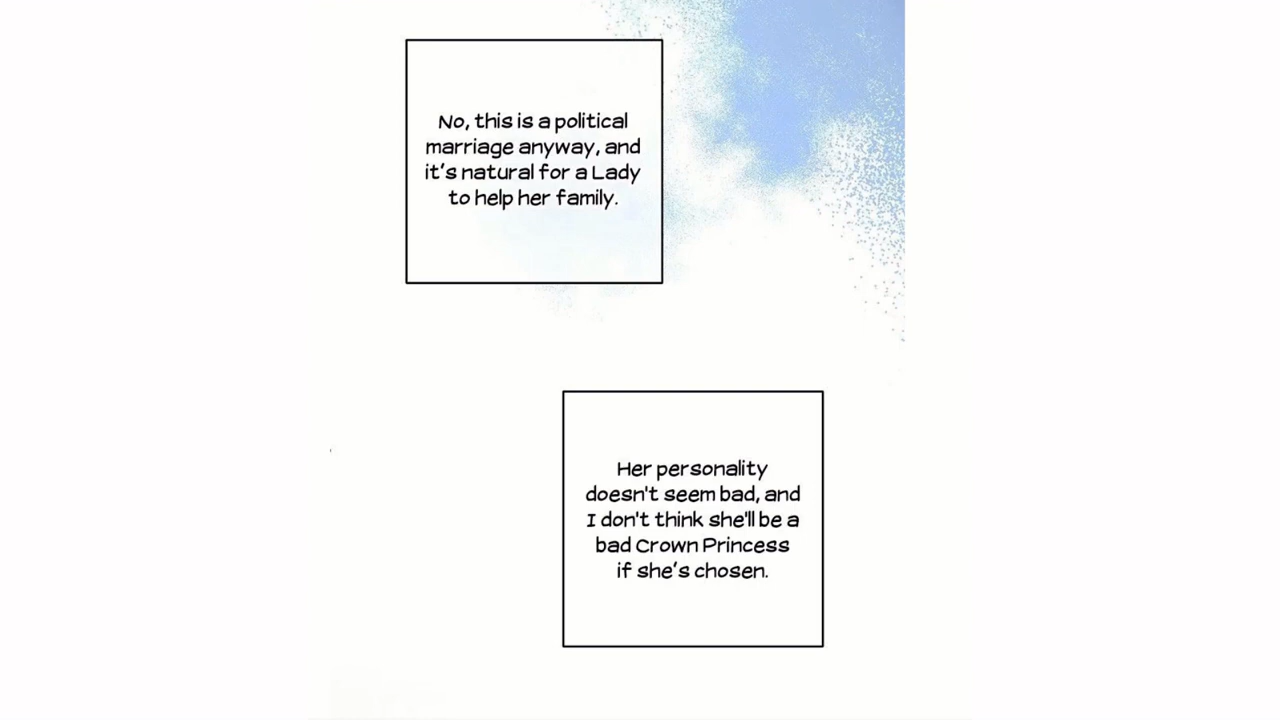 No, this is a political
marriage anyway, and
it's natural for a Lady
to help her family.
Her personality
doesn't seem bad, and
I don't think she'll be a
bad Crown Princess
if she's chosen.